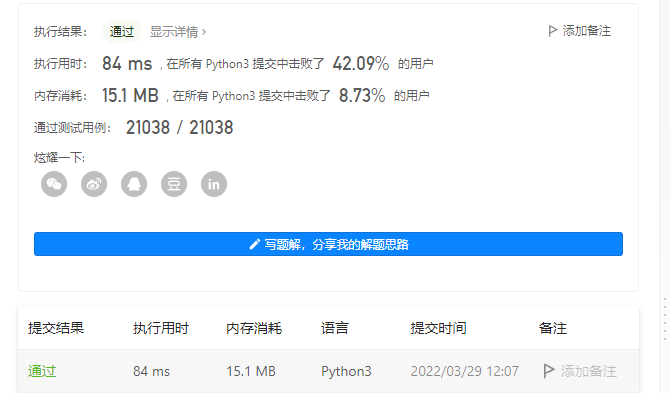 执行结果： 通过 显示详情 › 添加备注
执行用时： 84 ms , 在所有 Python3 提交中击败了 42.09% 的用户
内存消耗： 15.1 MB , 在所有 Python3 提交中击败了 8.73% 的用户
通过测试用例： 21038 / 21038
炫耀一下:
豆 in
写题解，分享我的解题思路
提交结果 执行用时 内存消耗 语言 提交时间 备注
通过 84 ms 15.1 MB Python3 2022/03/29 12:07 添加备注